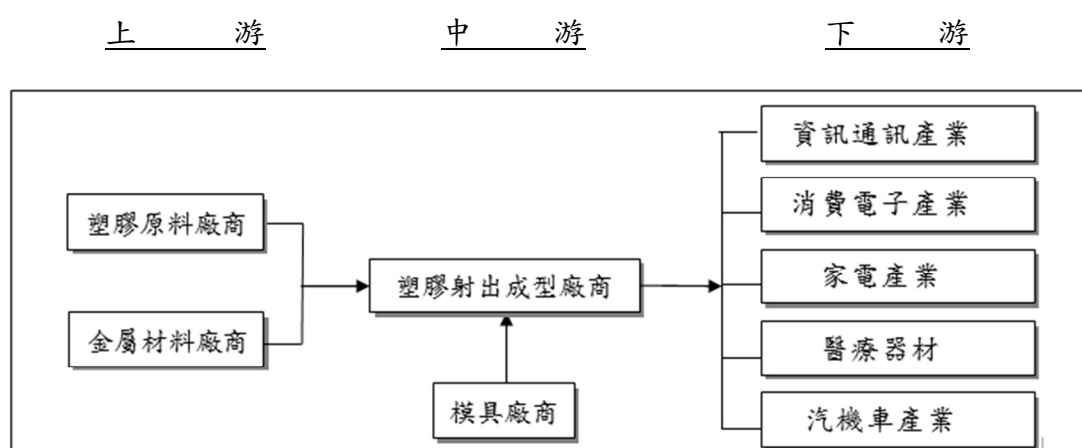 上 游 中 游 下 游
資訊通訊產業
塑膠原料廠商
消費電子產業
塑膠射出成型廠商
家電產業
金屬材料廠商
醫療器材
模具廠商
汽機車產業